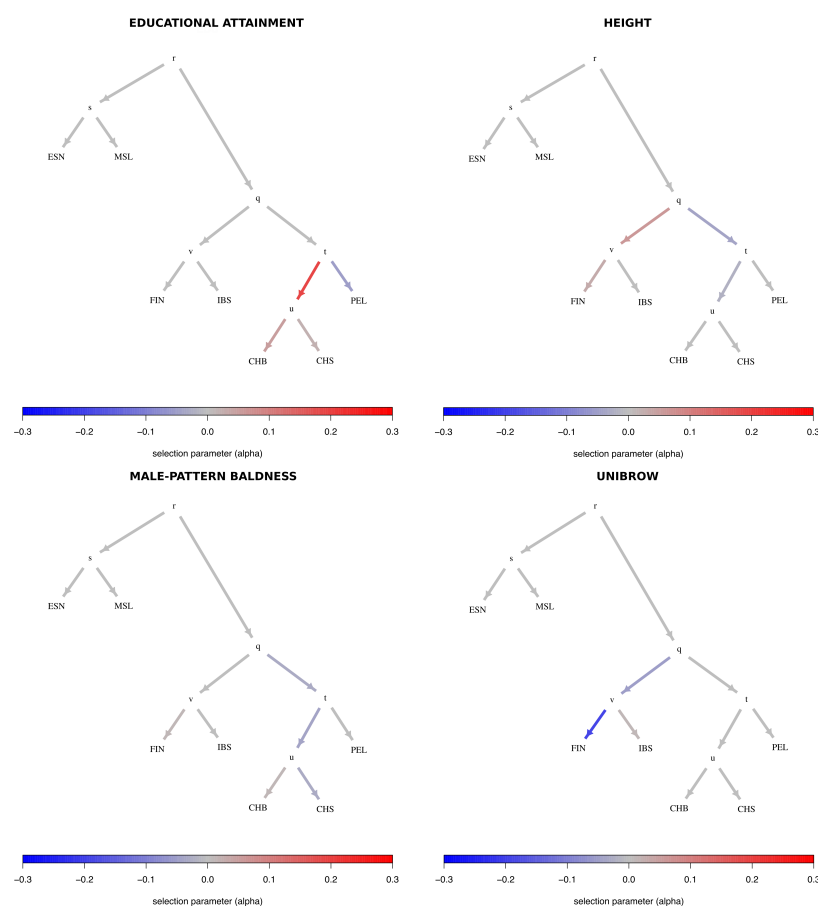 EDUCATIONAL ATTAINMENT
r
s
ESN MSL
q
v t
FIN IBS PEL
u
CHB CHS
−0.3 −0.2 −0.1 0.0 0.1 0.2 0.3
selection parameter (alpha)
HEIGHT
r
s
ESN MSL
q
v t
FIN IBS PEL
u
CHB CHS
−0.3 −0.2 −0.1 0.0 0.1 0.2 0.3
selection parameter (alpha)
MALE-PATTERN BALDNESS
r
s
ESN MSL
q
v t
FIN IBS PEL
u
CHB CHS
−0.3 −0.2 −0.1 0.0 0.1 0.2 0.3
selection parameter (alpha)
UNIBROW
r
s
ESN MSL
q
v t
FIN IBS PEL
u
CHB CHS
−0.3 −0.2 −0.1 0.0 0.1 0.2 0.3
selection parameter (alpha)